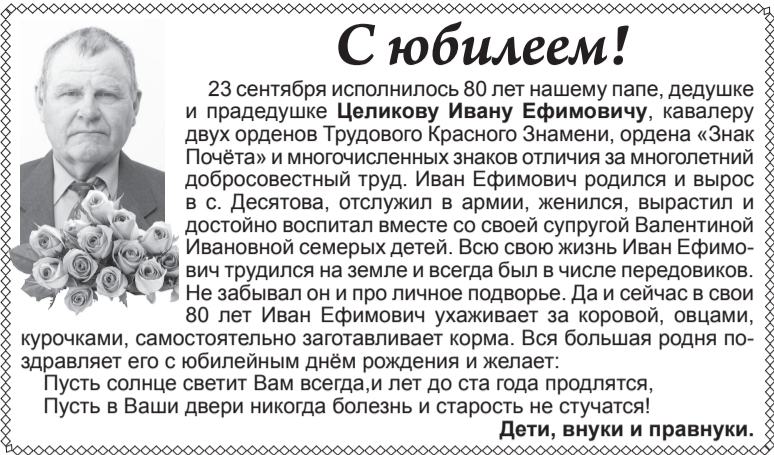 С юбилеем!
23 сентября исполнилось 80 лет нашему папе, дедушке
и прадедушке Целикову Ивану Ефимовичу, кавалеру
двух орденов Трудового Красного Знамени, ордена «Знак
Почёта» и многочисленных знаков отличия за многолетний
добросовестный труд. Иван Ефимович родился и вырос
в с. Десятова, отслужил в армии, женился, вырастил и
достойно воспитал вместе со своей супругой Валентиной
Ивановной семерых детей. Всю свою жизнь Иван Ефимо-
вич трудился на земле и всегда был в числе передовиков.
Не забывал он и про личное подворье. Да и сейчас в свои
80 лет Иван Ефимович ухаживает за коровой, овцами,
курочками, самостоятельно заготавливает корма. Вся большая родня по-
здравляет его с юбилейным днём рождения и желает:
Пусть солнце светит Вам всегда,и лет до ста года продлятся,
Пусть в Ваши двери никогда болезнь и старость не стучатся!
Дети, внуки и правнуки.